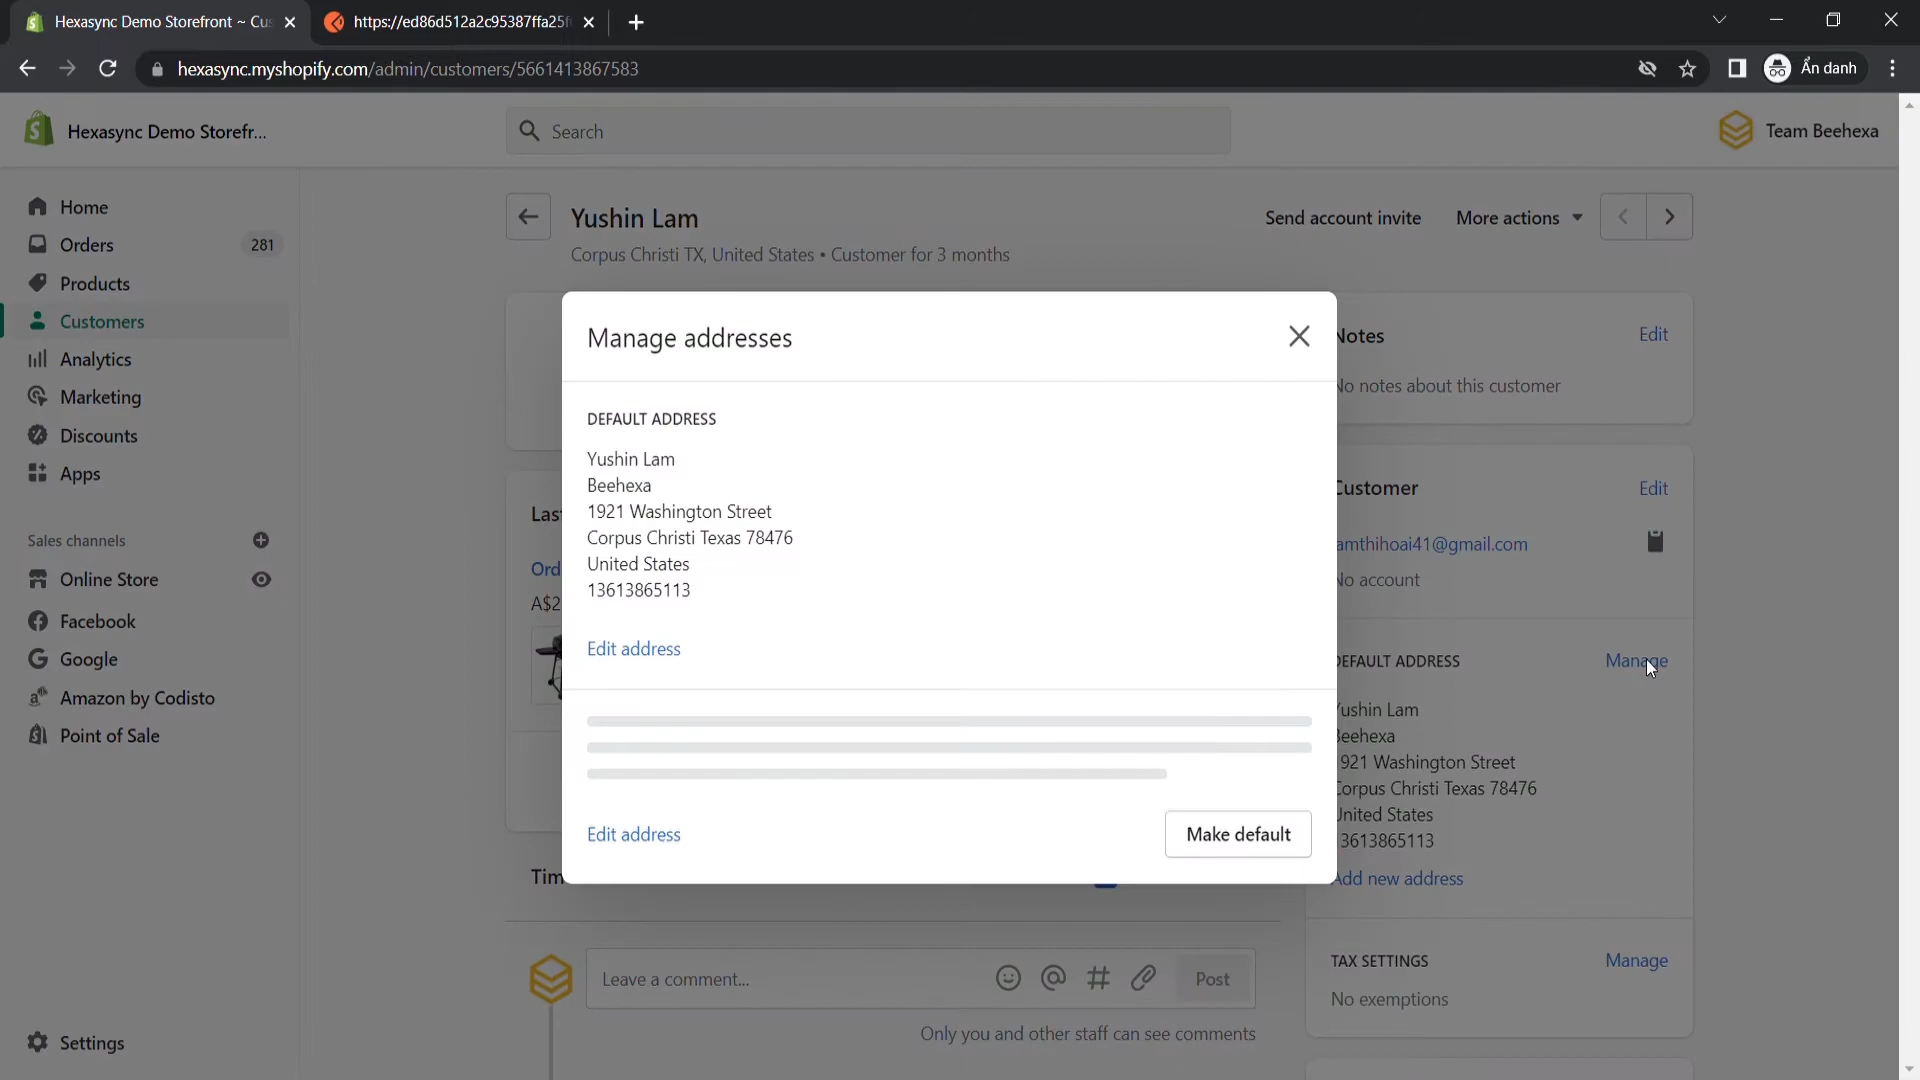 Hexasync Demo Storefront ~ Cus
https://ed86d512a2c95387ffa25f
hexasync.myshopify.com/admin/customers/5661413867583
Ẩn danh
Hexasync Demo Storefr...
Search
Team Beehexa
Home
Orders
281
Products
Customers
Analytics
Marketing
Discounts
Apps
Sales channels
Online Store
Facebook
Google
Amazon by Codisto
Point of Sale
Settings
Yushin Lam
Corpus Christi TX, United States • Customer for 3 months
Send account invite
More actions
Manage addresses
DEFAULT ADDRESS
Yushin Lam
Beehexa
1921 Washington Street
Corpus Christi Texas 78476
United States
13613865113
Edit address
Edit address
Make default
Las
Ord
A$2
Tim
Leave a comment...
Post
Only you and other staff can see comments
Notes
Edit
No notes about this customer
Customer
Edit
amthihoai41@gmail.com
No account
DEFAULT ADDRESS
Manage
Yushin Lam
Beehexa
921 Washington Street
Corpus Christi Texas 78476
United States
3613865113
Add new address
TAX SETTINGS
Manage
No exemptions